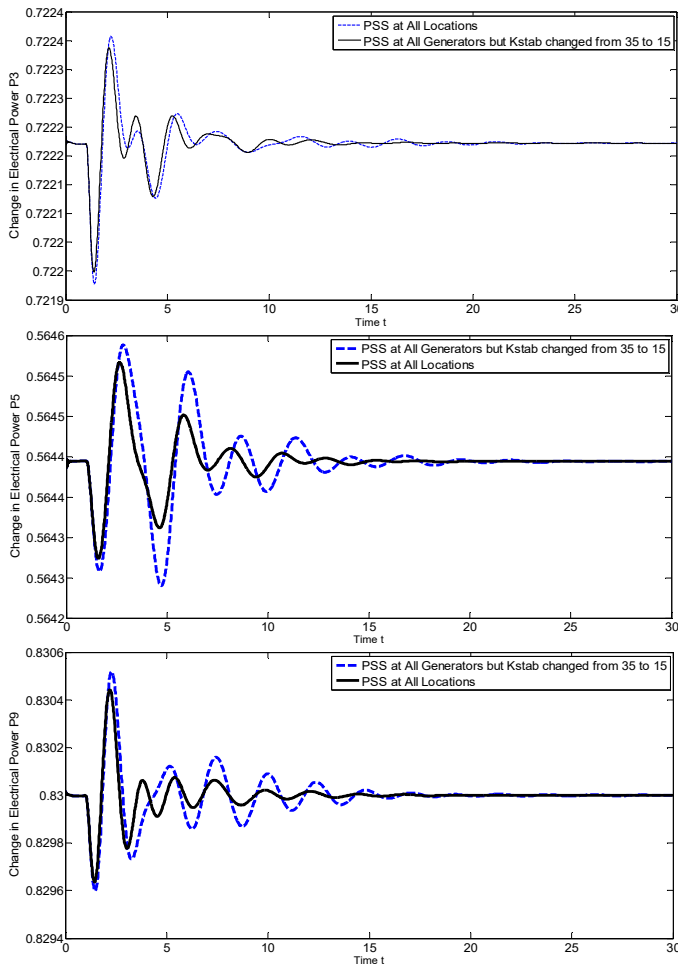 0.7224
0.7223
0.7223
0.7222
0.7222
0.7221
0.7221
0.722
0.722
0.7219
Change in Electrical Power P3
PSS at All Locations
PSS at All Generators but Kstab changed from 35 to 15
0 5 10 15 20 25 30
Time t
0.5646
0.5645
0.5645
0.5644
0.5644
0.5643
0.5643
0.5642
Change in Electrical Power P5
PSS at All Generators but Kstab changed from 35 to 15
PSS at All Locations
0 5 10 15 20 25 30
Time t
0.8306
0.8304
0.8302
0.83
0.8298
0.8296
0.8294
Change in Electrical Power P9
PSS at All Generators but Kstab changed from 35 to 15
PSS at All Locations
0 5 10 15 20 25 30
Time t